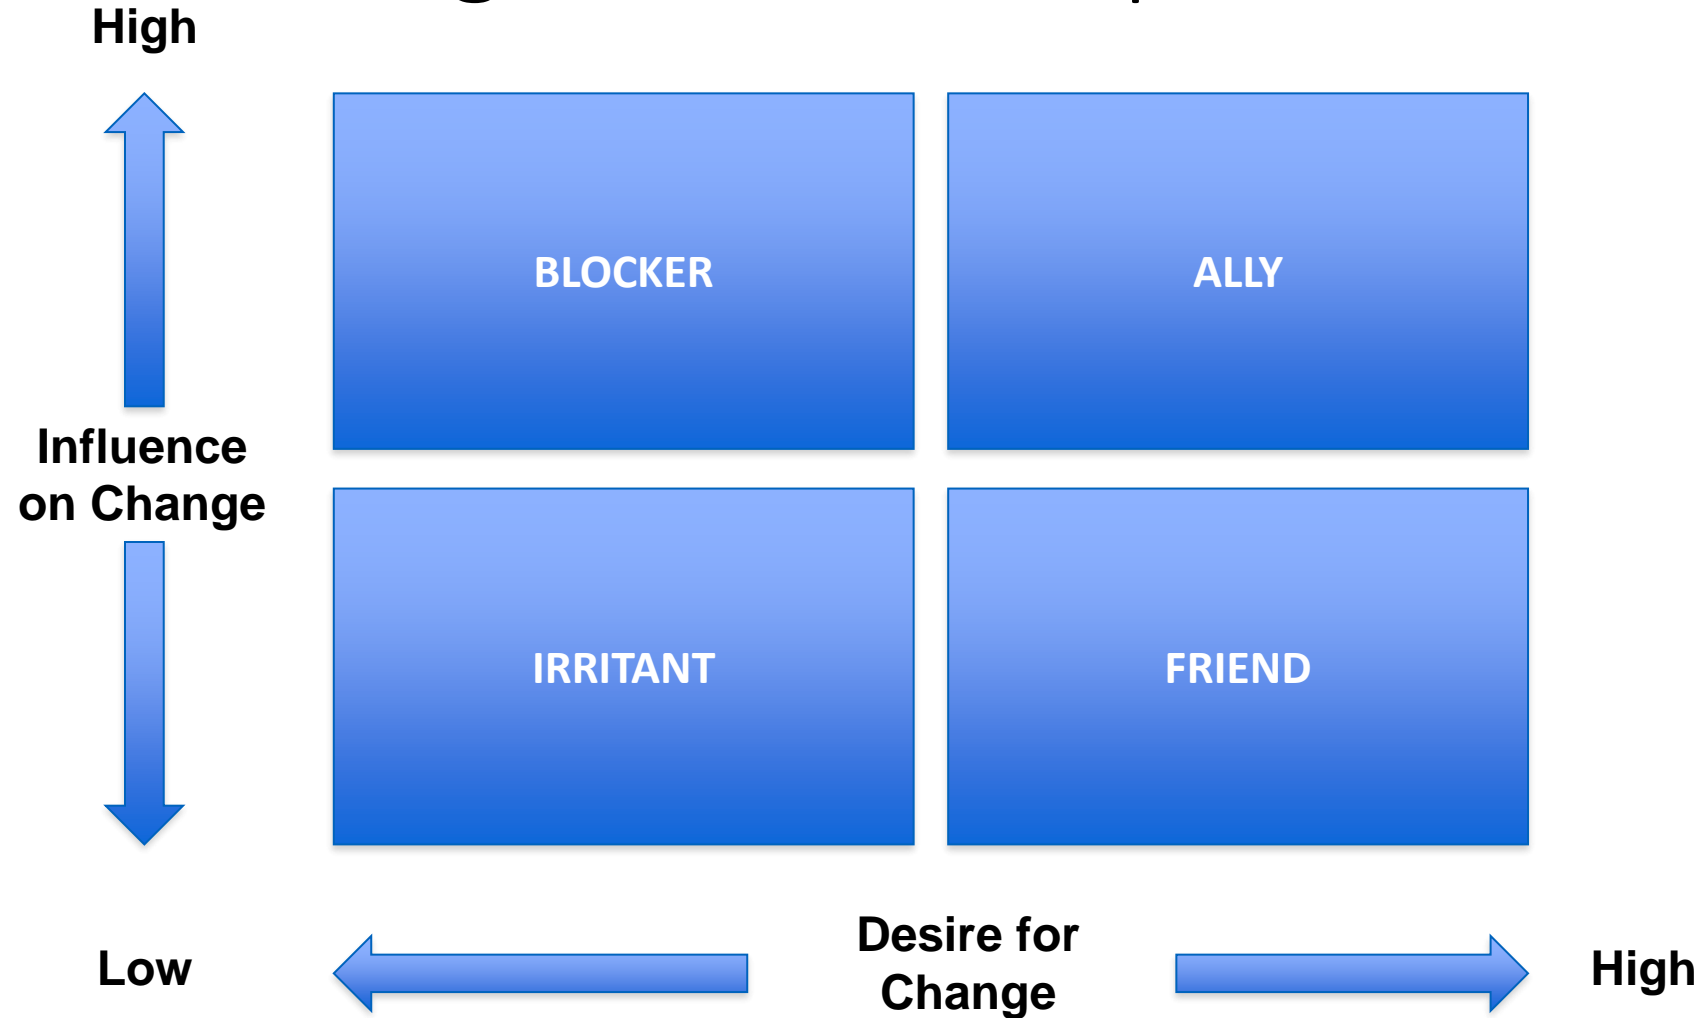 High
BLOCKER
ALLY
Influence
on Change
IRRITANT
FRIEND
Low
Desire for
Change
High